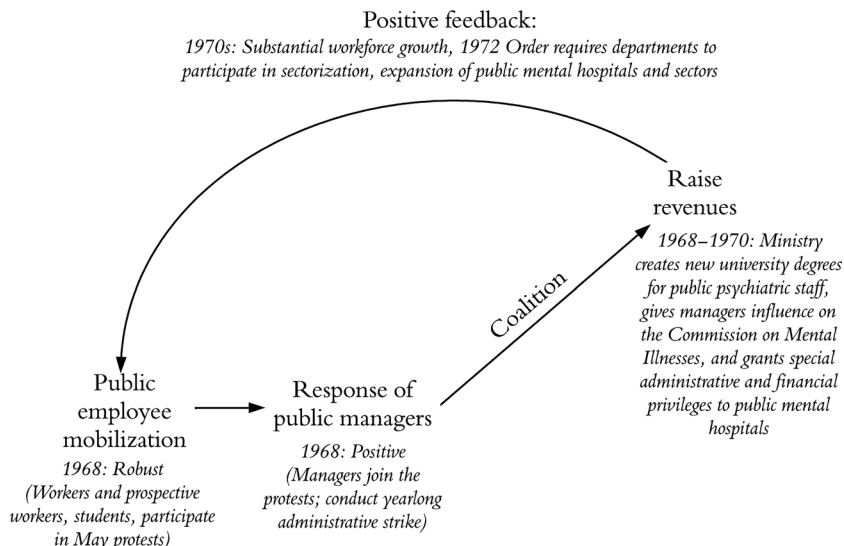 Positive feedback:
1970s: Substantial workforce growth, 1972 Order requires departments to
participate in sectorization, expansion of public mental hospitals and sectors
Raise
revenues
1968–1970: Ministry
creates new university degrees
for public psychiatric staff,
gives managers influence on
the Commission on Mental
Illnesses, and grants special
administrative and financial
privileges to public mental
hospitals
Coalition
Public
employee
mobilization
1968: Robust
(Workers and prospective
workers, students, participate
in May protests)
Response of
public managers
1968: Positive
(Managers join the
protests; conduct yearlong
administrative strike)